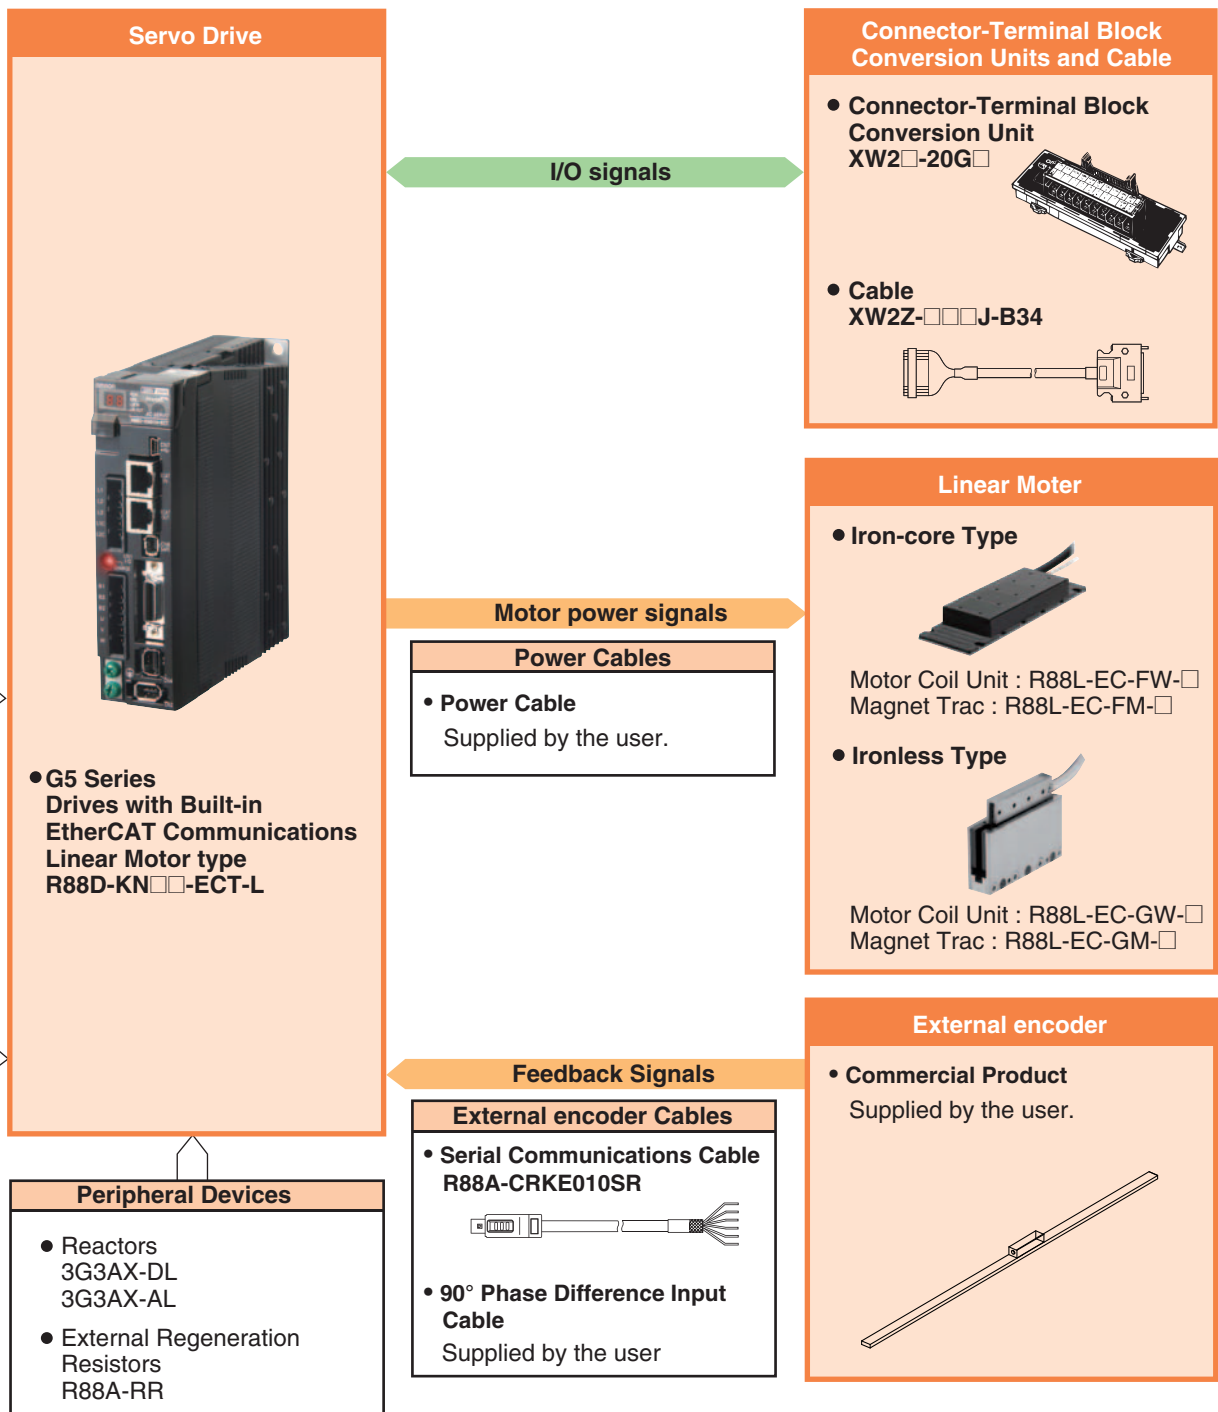 Servo Drive
• G5 Series
Drives with Built-in
EtherCAT Communications
Linear Motor type
R88D-KN□□-ECT-L
Peripheral Devices
• Reactors
3G3AX-DL
3G3AX-AL
• External Regeneration
Resistors
R88A-RR
I/O signals
Motor power signals
Power Cables
• Power Cable
Supplied by the user.
Feedback Signals
External encoder Cables
• Serial Communications Cable
R88A-CRKE010SR
• 90° Phase Difference Input
Cable
Supplied by the user
Connector-Terminal Block
Conversion Units and Cable
• Connector-Terminal Block
Conversion Unit
XW2□-20G□
• Cable
XW2Z-□□□J-B34
Linear Moter
• Iron-core Type
Motor Coil Unit : R88L-EC-FW-□
Magnet Trac : R88L-EC-FM-□
• Ironless Type
Motor Coil Unit : R88L-EC-GW-□
Magnet Trac : R88L-EC-GM-□
External encoder
• Commercial Product
Supplied by the user.